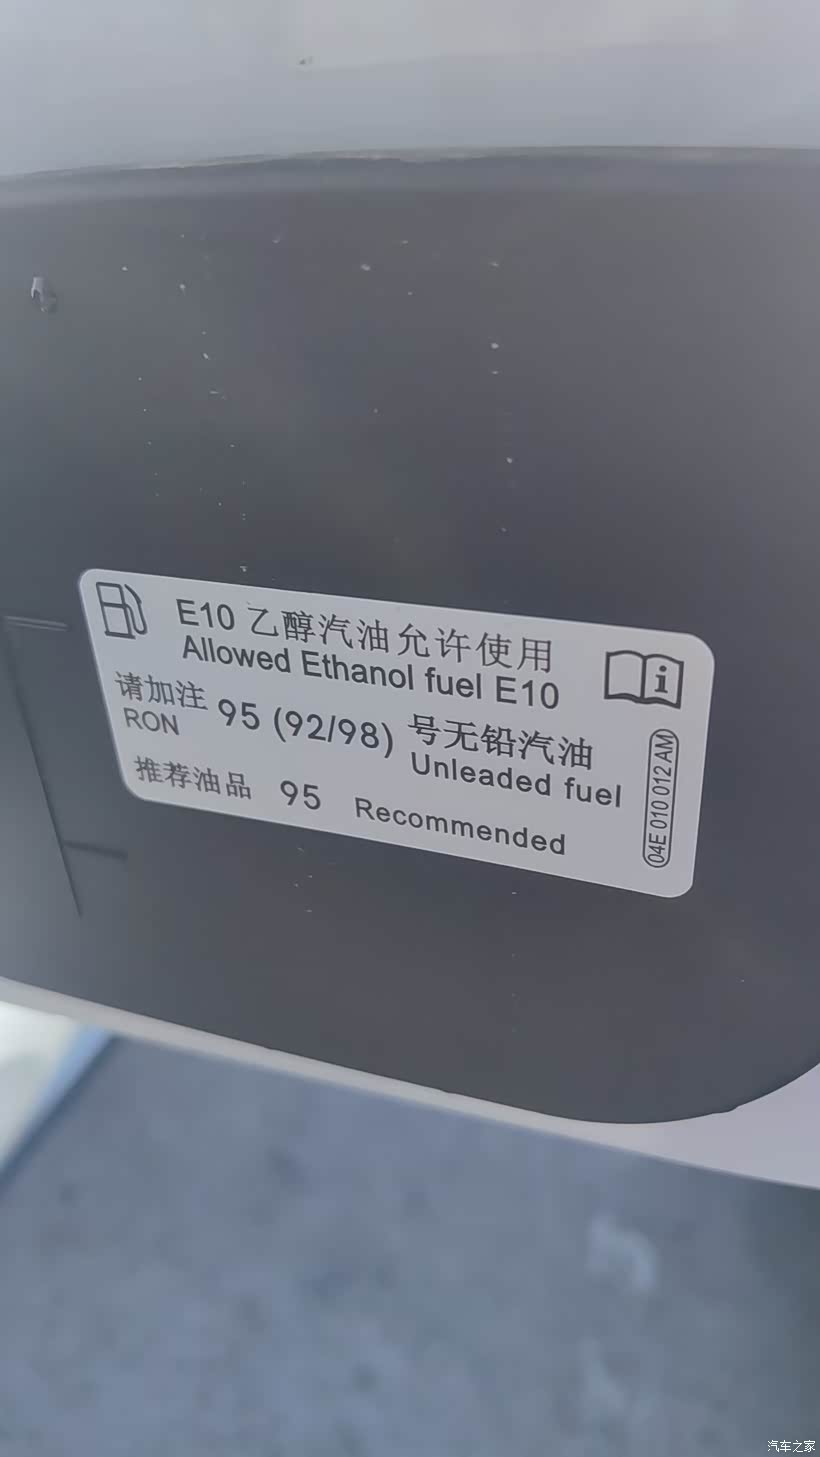 E10 乙醇汽油允许使用
Allowed Ethanol fuel E10
请加注 95 (92/98) 号无铅汽油
RON Unleaded fuel
推荐油品 95 Recommended
04E 010 012 AM
汽车之家